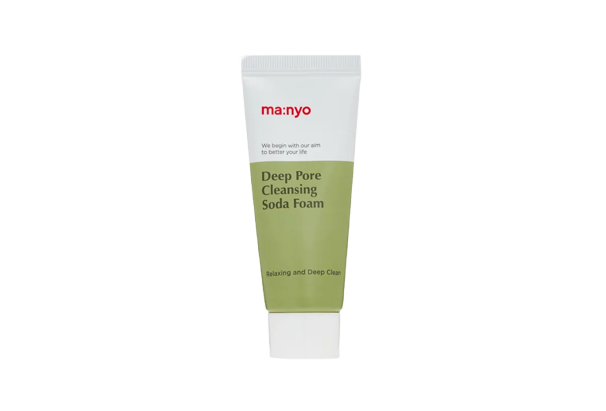 ma:nyo
We begin with our aim
to better your life
Deep Pore
Cleansing
Soda Foam
Relaxing and Deep Clean